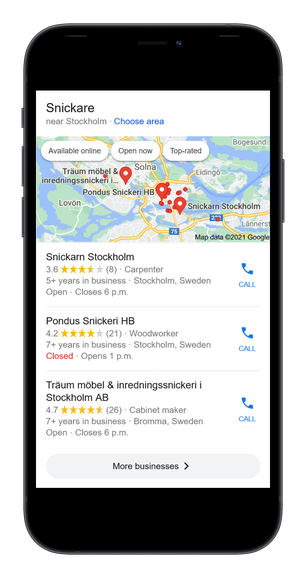 Snickare
near Stockholm · Choose area
Available online
Open now
Top-rated
Bogesund.
Solna
Träum möbel &
inredningssnickeri i...
Lidingö
Pondus Snickeri HB
Lovön
Snickarn Stockholm
Lännerst
75
222
Map data ©2021 Google
Snickarn Stockholm
3.6 ★★★★★ (8) · Carpenter
5+ years in business · Stockholm, Sweden
Open · Closes 6 p.m.
CALL
Pondus Snickeri HB
4.2 ★★★★★ (21) · Woodworker
7+ years in business · Stockholm, Sweden
Closed · Opens 1 p.m.
CALL
Träum möbel & inredningssnickeri i
Stockholm AB
4.7 ★★★★★ (26) · Cabinet maker
7+ years in business · Bromma, Sweden
Open · Closes 6 p.m.
CALL
More businesses